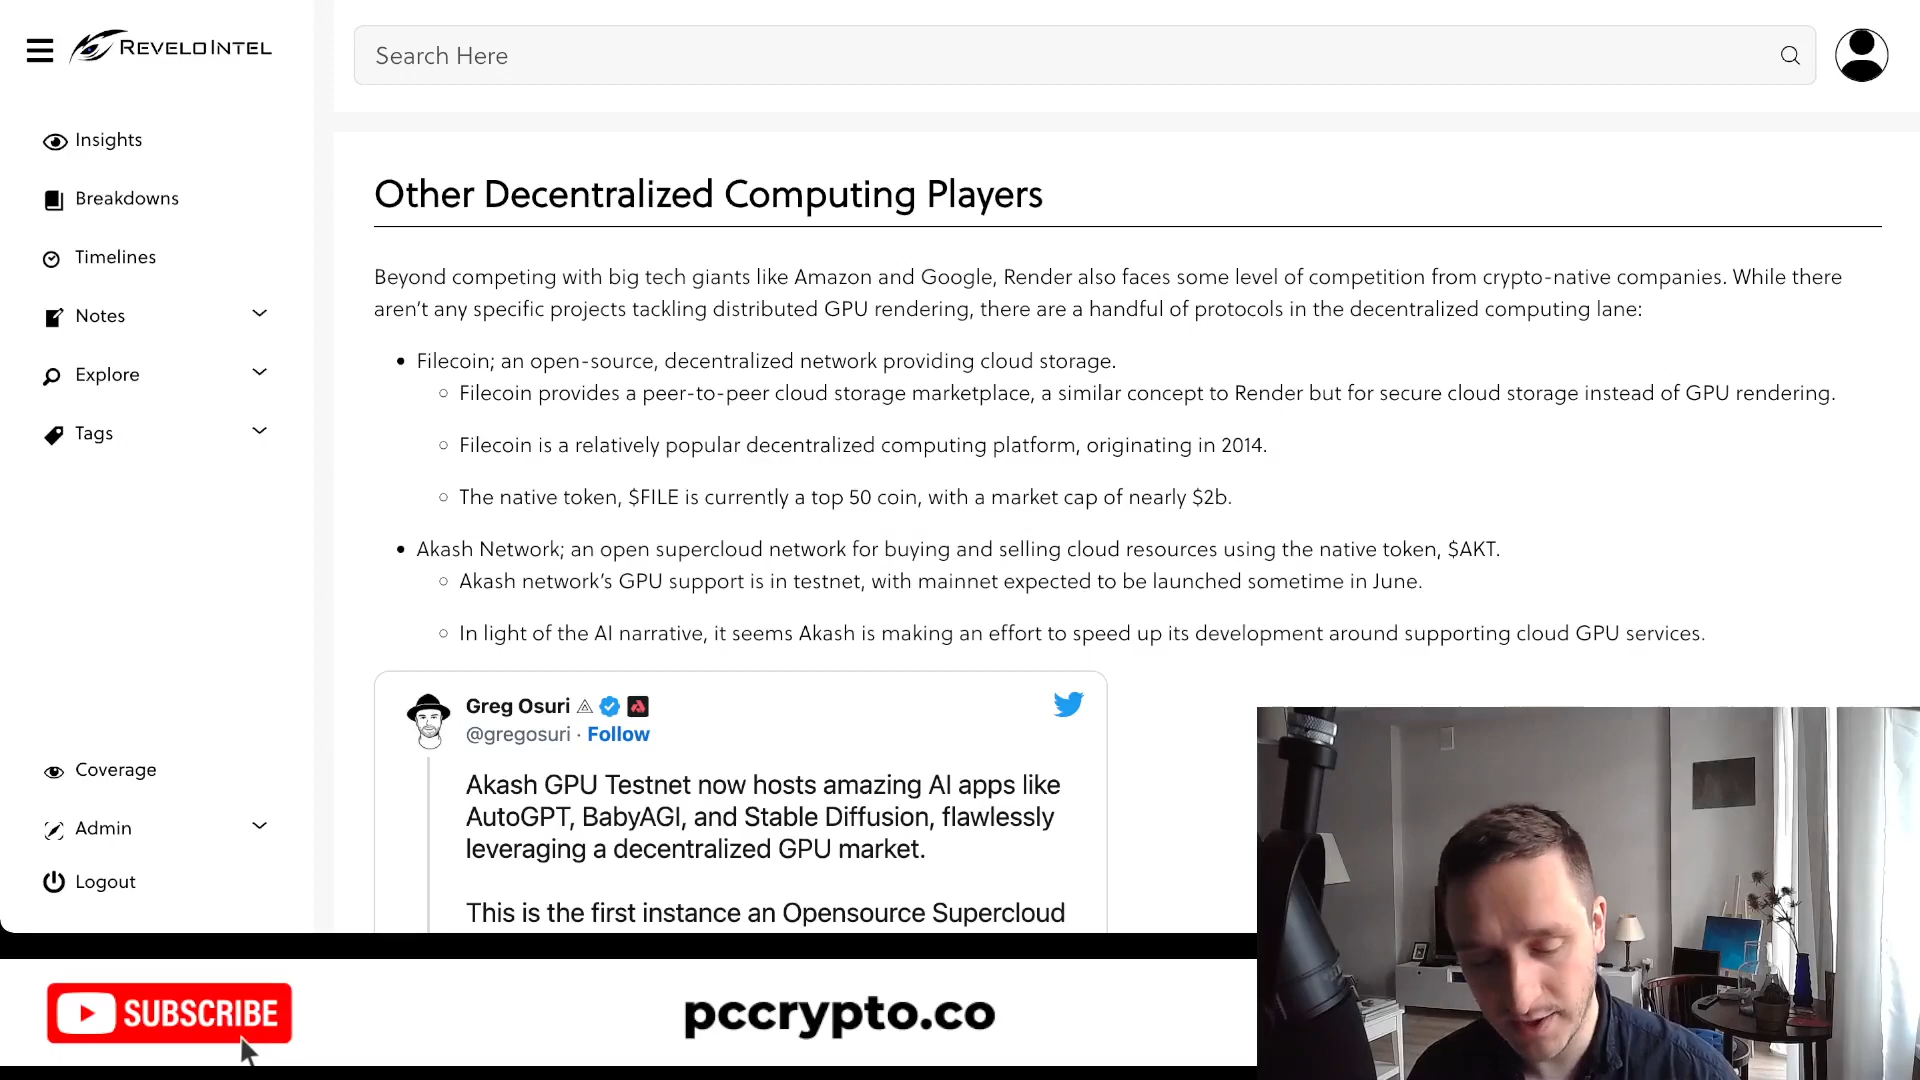 REVELO INTEL
Search Here
Insights
Breakdowns
Timelines
Notes
Explore
Tags
Coverage
Admin
Logout
Other Decentralized Computing Players
Beyond competing with big tech giants like Amazon and Google, Render also faces some level of competition from crypto-native companies. While there
aren't any specific projects tackling distributed GPU rendering, there are a handful of protocols in the decentralized computing lane:
Filecoin; an open-source, decentralized network providing cloud storage.
Filecoin provides a peer-to-peer cloud storage marketplace, a similar concept to Render but for secure cloud storage instead of GPU rendering.
Filecoin is a relatively popular decentralized computing platform, originating in 2014.
The native token, $FILE is currently a top 50 coin, with a market cap of nearly $2b.
Akash Network; an open supercloud network for buying and selling cloud resources using the native token, $AKT.
Akash network's GPU support is in testnet, with mainnet expected to be launched sometime in June.
In light of the AI narrative, it seems Akash is making an effort to speed up its development around supporting cloud GPU services.
Greg Osuri
@gregosuri · Follow
Akash GPU Testnet now hosts amazing AI apps like
AutoGPT, BabyAGI, and Stable Diffusion, flawlessly
leveraging a decentralized GPU market.
This is the first instance an Opensource Supercloud
SUBSCRIBE
pccrypto.co